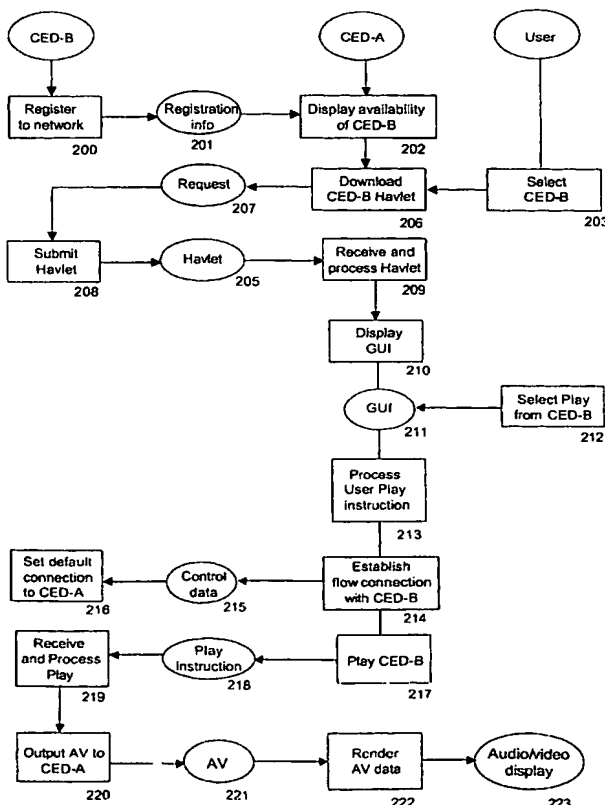 CED-B
CED-A
User
Register
to network
200
Registration
info
201
Display availability
of CED-B
202
Request
207
Download
CED-B Havlet
206
Select
CED-B
203
Submit
Havlet
208
Havlet
205
Receive and
process Havlet
209
Display
GUI
210
GUI
211
Select Play
from CED-B
212
Process
User Play
instruction
213
Set default
connection
to CED-A
216
Control
data
215
Establish
flow connection
with CED-B
214
Receive
and Process
Play
219
Play
Instruction
218
Play CED-B
217
Output AV to
CED-A
220
AV
221
Render
AV data
222
Audio/video
display
223